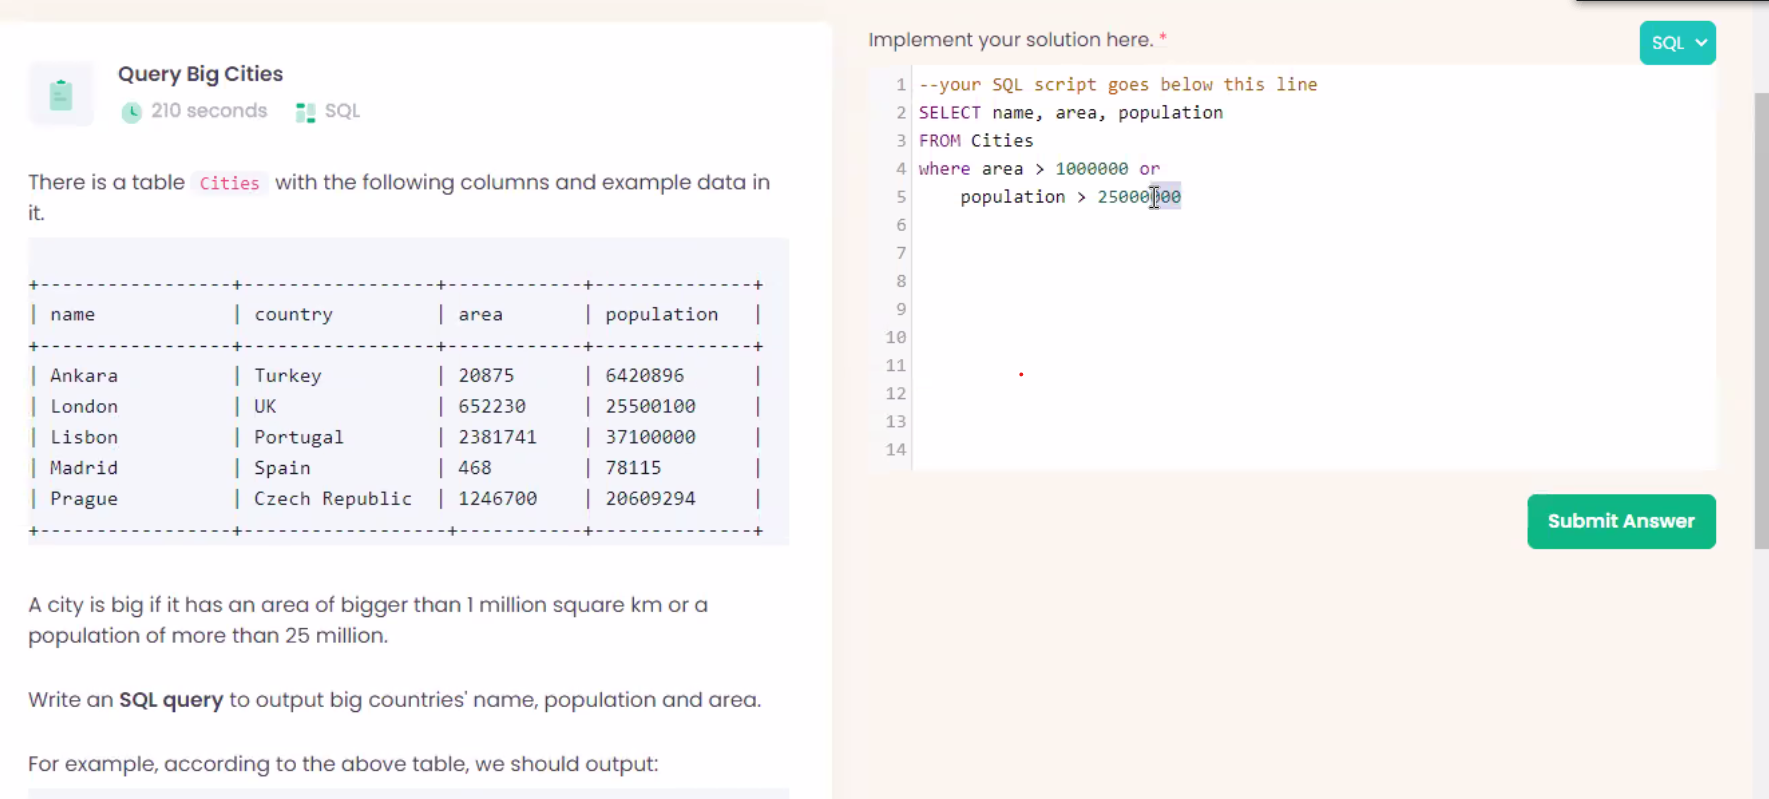 Query Big Cities
210 seconds SQL
There is a table Cities with the following columns and example data in
it.
+-----------------+-----------------+------------+--------------+
| name | country | area | population |
+-----------------+-----------------+------------+--------------+
| Ankara | Turkey | 20875 | 6420896 |
| London | UK | 652230 | 25500100 |
| Lisbon | Portugal | 2381741 | 37100000 |
| Madrid | Spain | 468 | 78115 |
| Prague | Czech Republic | 1246700 | 20609294 |
+-----------------+------------------+-----------+--------------+
A city is big if it has an area of bigger than 1 million square km or a
population of more than 25 million.
Write an SQL query to output big countries' name, population and area.
For example, according to the above table, we should output:
Implement your solution here. *
SQL
1 --your SQL script goes below this line
2 SELECT name, area, population
3 FROM Cities
4 where area > 1000000 or
5 population > 25000000
6
7
8
9
10
11
12
13
14
Submit Answer